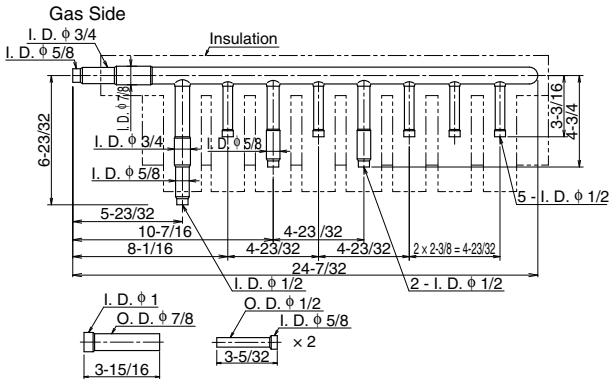 Gas Side
I. D. ϕ 3/4
I. D. ϕ 5/8
Insulation
I. D. ϕ 7/8
6-23/32
I. D. ϕ 3/4
I. D. ϕ 5/8
I. D. ϕ 5/8
3-3/16
4-3/4
5 - I. D. ϕ 1/2
5-23/32
10-7/16
4-23/32
8-1/16
4-23/32
4-23/32
2 x 2-3/8 = 4-23/32
24-7/32
I. D. ϕ 1/2
2 - I. D. ϕ 1/2
I. D. ϕ 1
O. D. ϕ 7/8
3-15/16
O. D. ϕ 1/2
I. D. ϕ 5/8
× 2
3-5/32